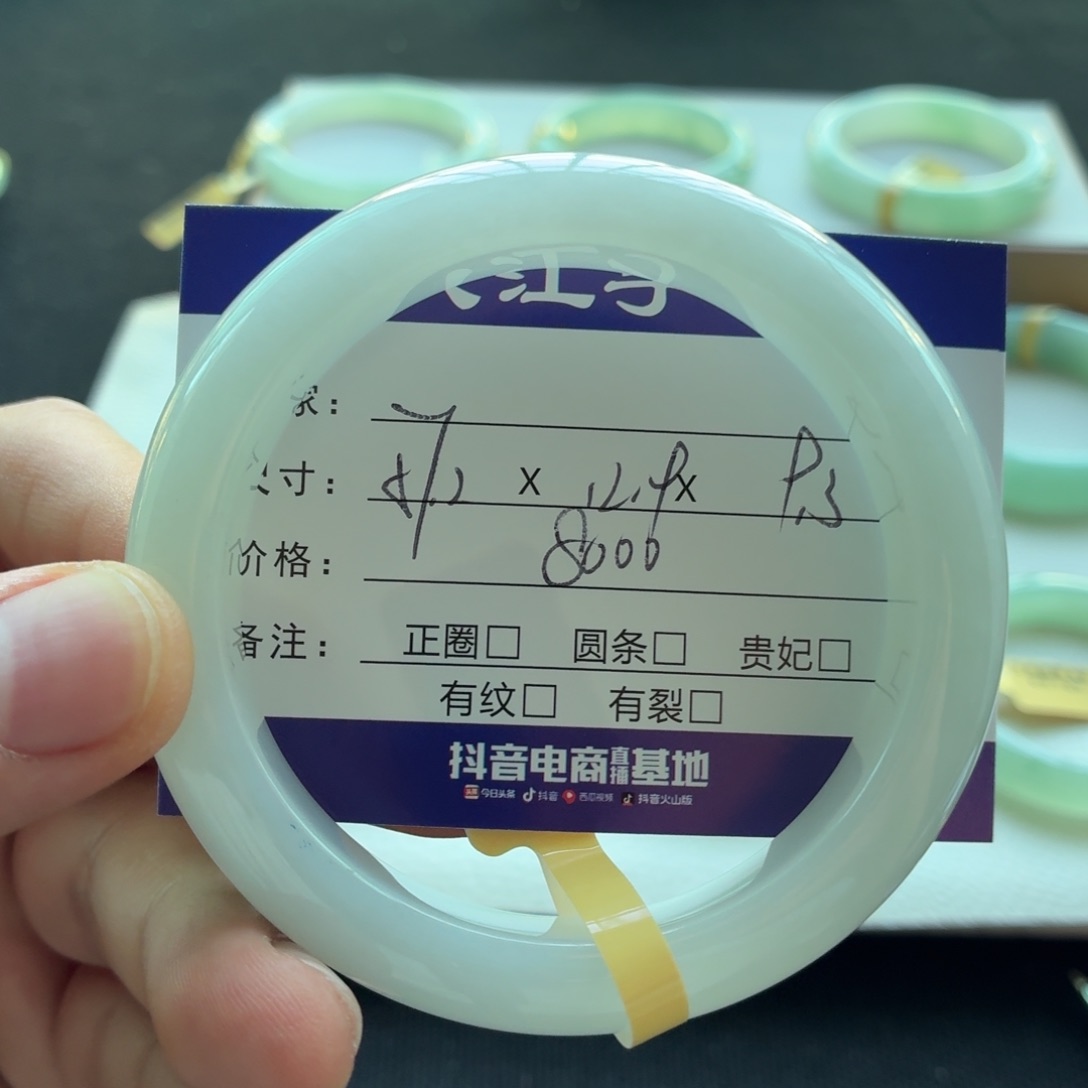 江子
家：
寸： x x
价格： 8000
备注： 正圈□ 圆条□ 贵妃□
有纹□ 有裂□
抖音电商直播基地
今日头条 抖音 西瓜视频 抖音火山版